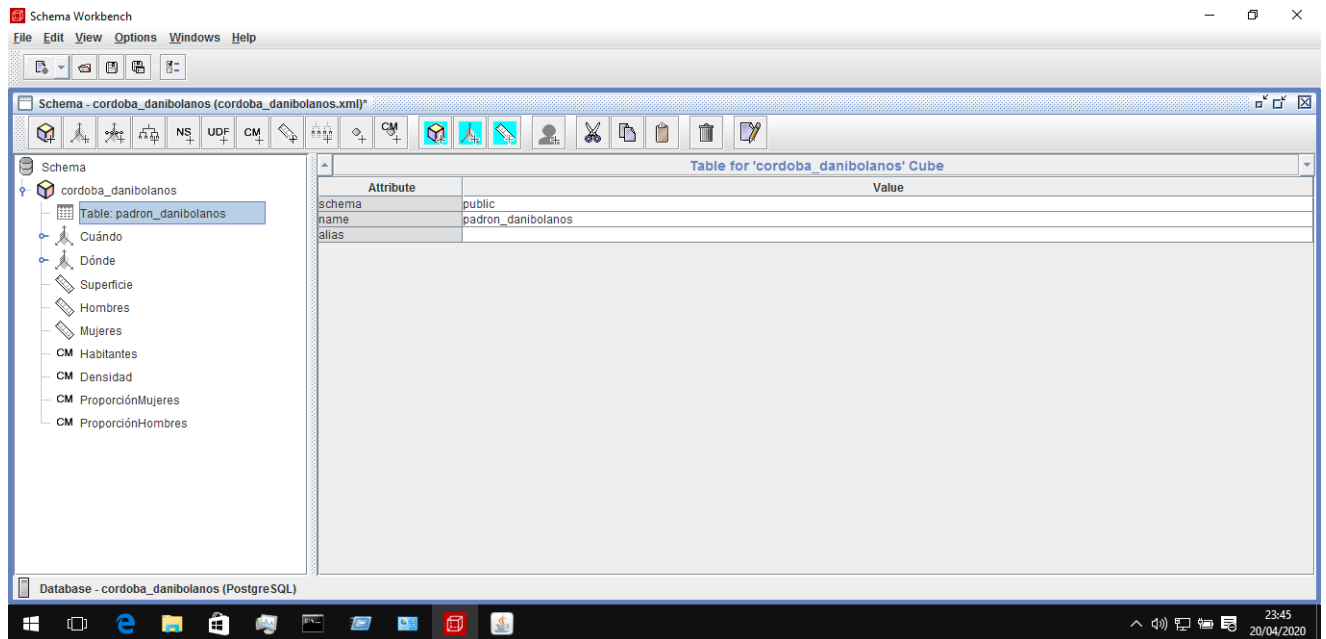 Schema Workbench
File Edit View Options Windows Help
Schema - cordoba_danibolanos (cordoba_danibolanos.xml)*
NS UDF CM CM
Schema
cordoba_danibolanos
Table: padron_danibolanos
Cuándo
Dónde
Superficie
Hombres
Mujeres
CM Habitantes
CM Densidad
CM ProporciónMujeres
CM ProporciónHombres
Table for 'cordoba_danibolanos' Cube
Attribute Value
schema public
name padron_danibolanos
alias
Database - cordoba_danibolanos (PostgreSQL)
23:45
20/04/2020